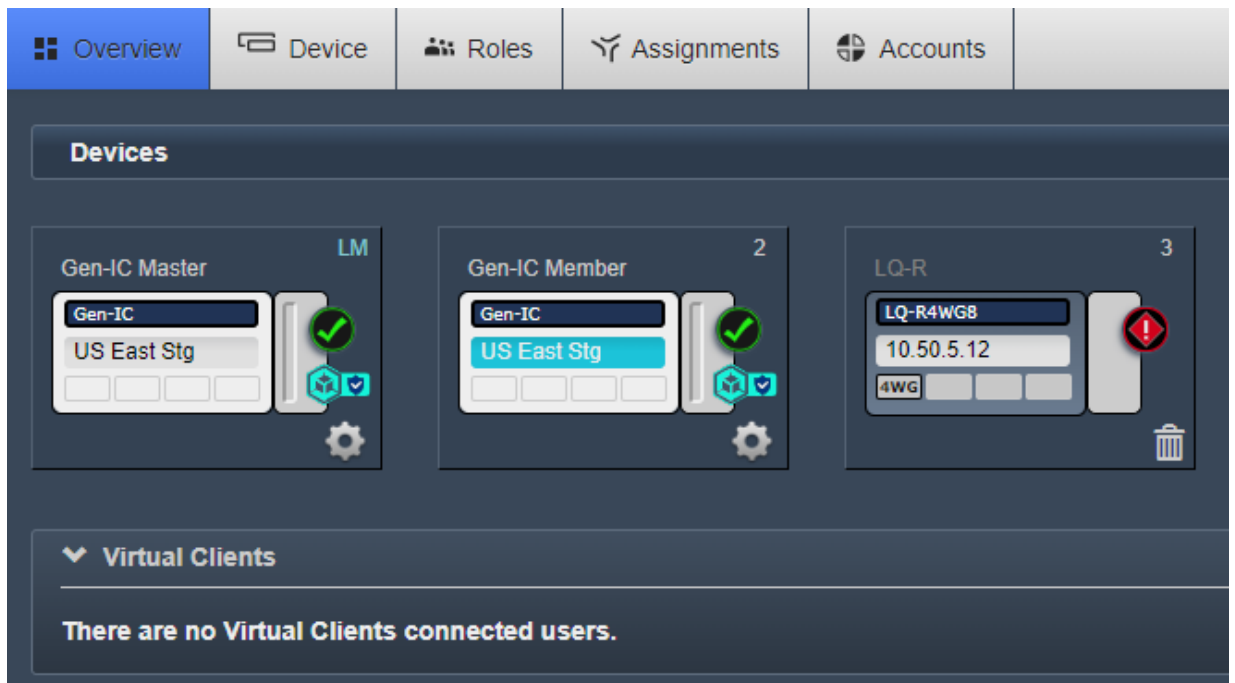 Overview Device Roles Assignments Accounts
Devices
LM
Gen-IC Master
Gen-IC
US East Stg
2
Gen-IC Member
Gen-IC
US East Stg
3
LQ-R
LQ-R4WG8
10.50.5.12
4WG
Virtual Clients
There are no Virtual Clients connected users.